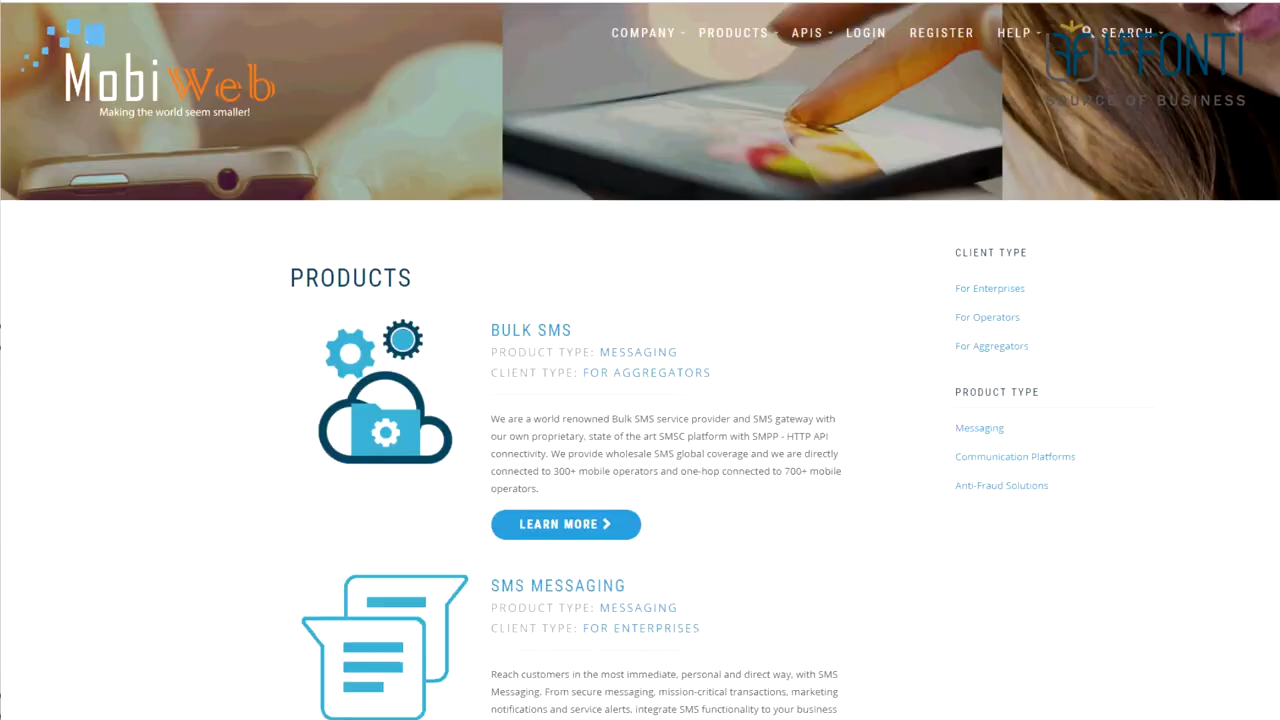 Mobi Web
Making the world seem smaller!
COMPANY PRODUCTS APIS LOGIN REGISTER HELP SEARCH
LE FONTI
SOURCE OF BUSINESS
PRODUCTS
BULK SMS
PRODUCT TYPE: MESSAGING
CLIENT TYPE: FOR AGGREGATORS
We are a world renowned Bulk SMS service provider and SMS gateway with
our own proprietary, state of the art SMSC platform with SMPP - HTTP API
connectivity. We provide wholesale SMS global coverage and we are directly
connected to 300+ mobile operators and one-hop connected to 700+ mobile
operators.
LEARN MORE
SMS MESSAGING
PRODUCT TYPE: MESSAGING
CLIENT TYPE: FOR ENTERPRISES
Reach customers in the most immediate, personal and direct way, with SMS
Messaging. From secure messaging, mission-critical transactions, marketing
notifications and service alerts, integrate SMS functionality to your business
CLIENT TYPE
For Enterprises
For Operators
For Aggregators
PRODUCT TYPE
Messaging
Communication Platforms
Anti-Fraud Solutions